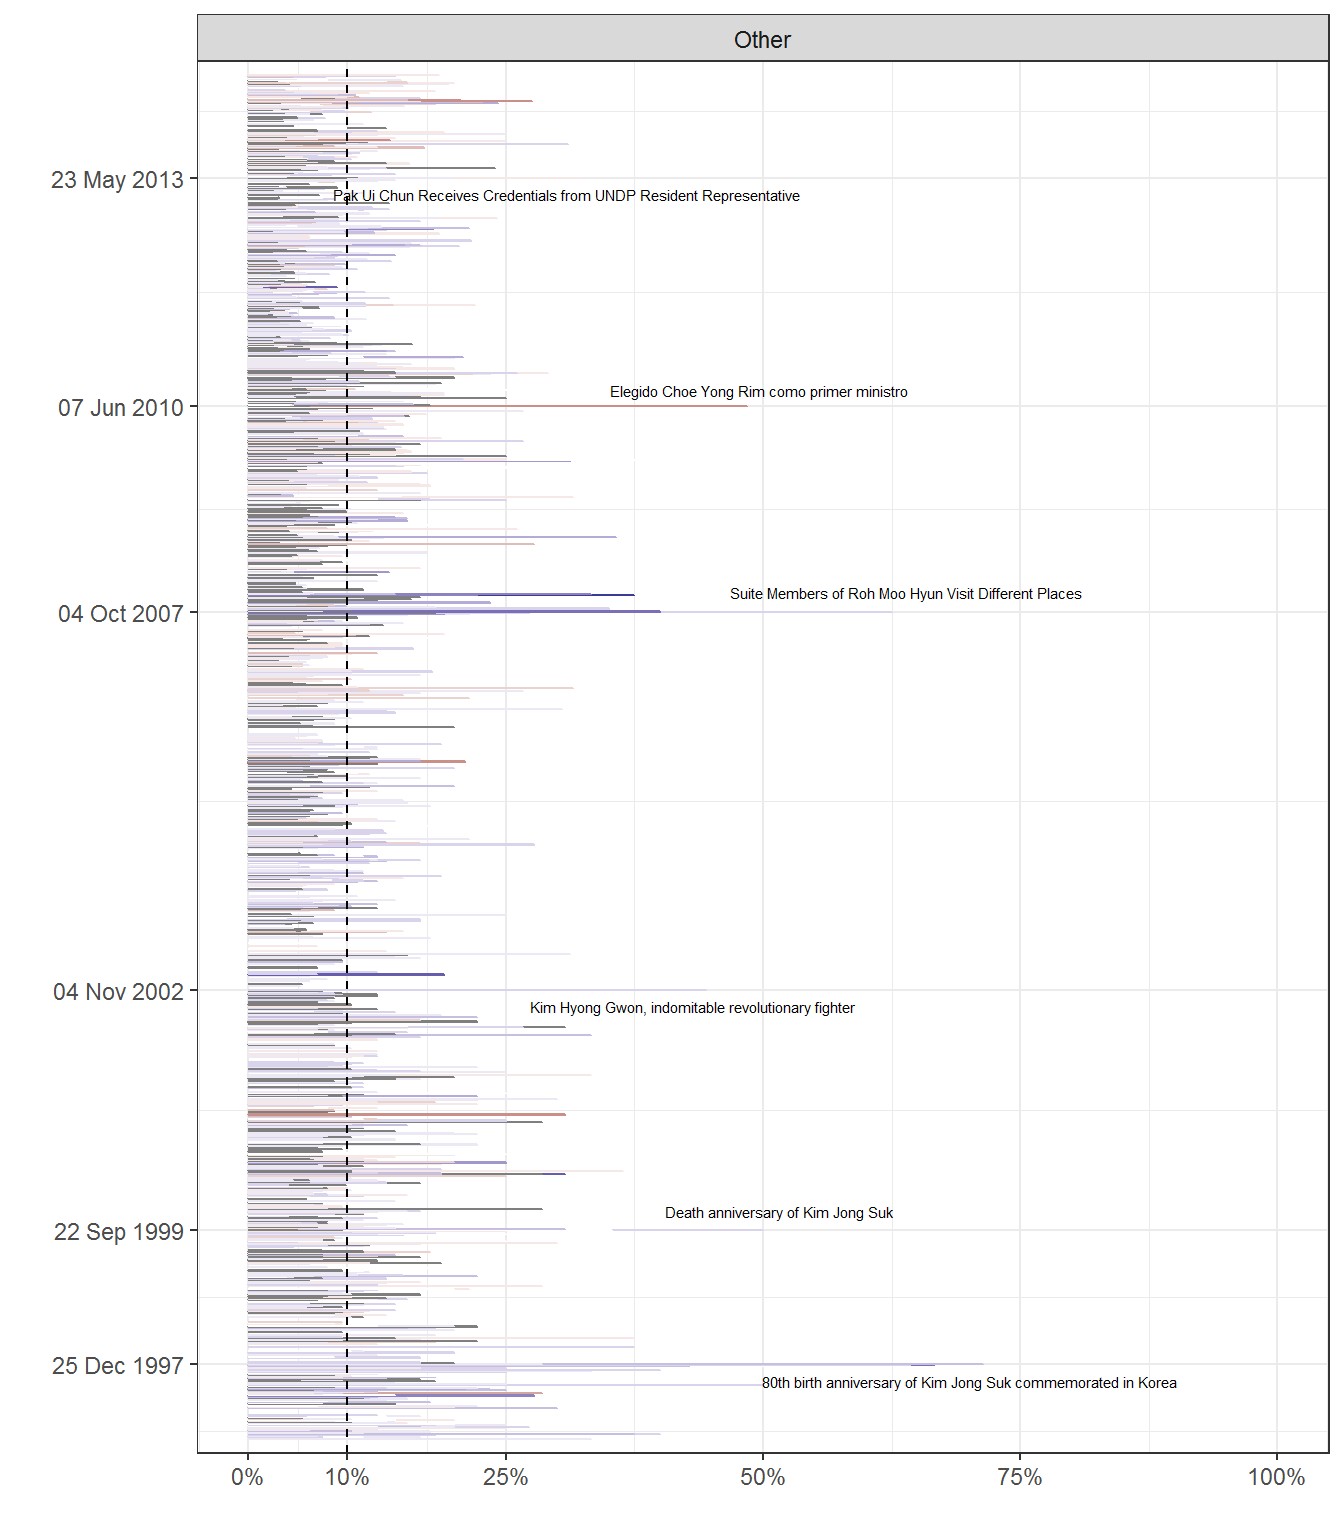 Other
23 May 2013
Pak Ui Chun Receives Credentials from UNDP Resident Representative
Elegido Choe Yong Rim como primer ministro
07 Jun 2010
Suite Members of Roh Moo Hyun Visit Different Places
04 Oct 2007
04 Nov 2002
Kim Hyong Gwon, indomitable revolutionary fighter
Death anniversary of Kim Jong Suk
22 Sep 1999
25 Dec 1997
80th birth anniversary of Kim Jong Suk commemorated in Korea
0% 10% 25% 50% 75% 100%